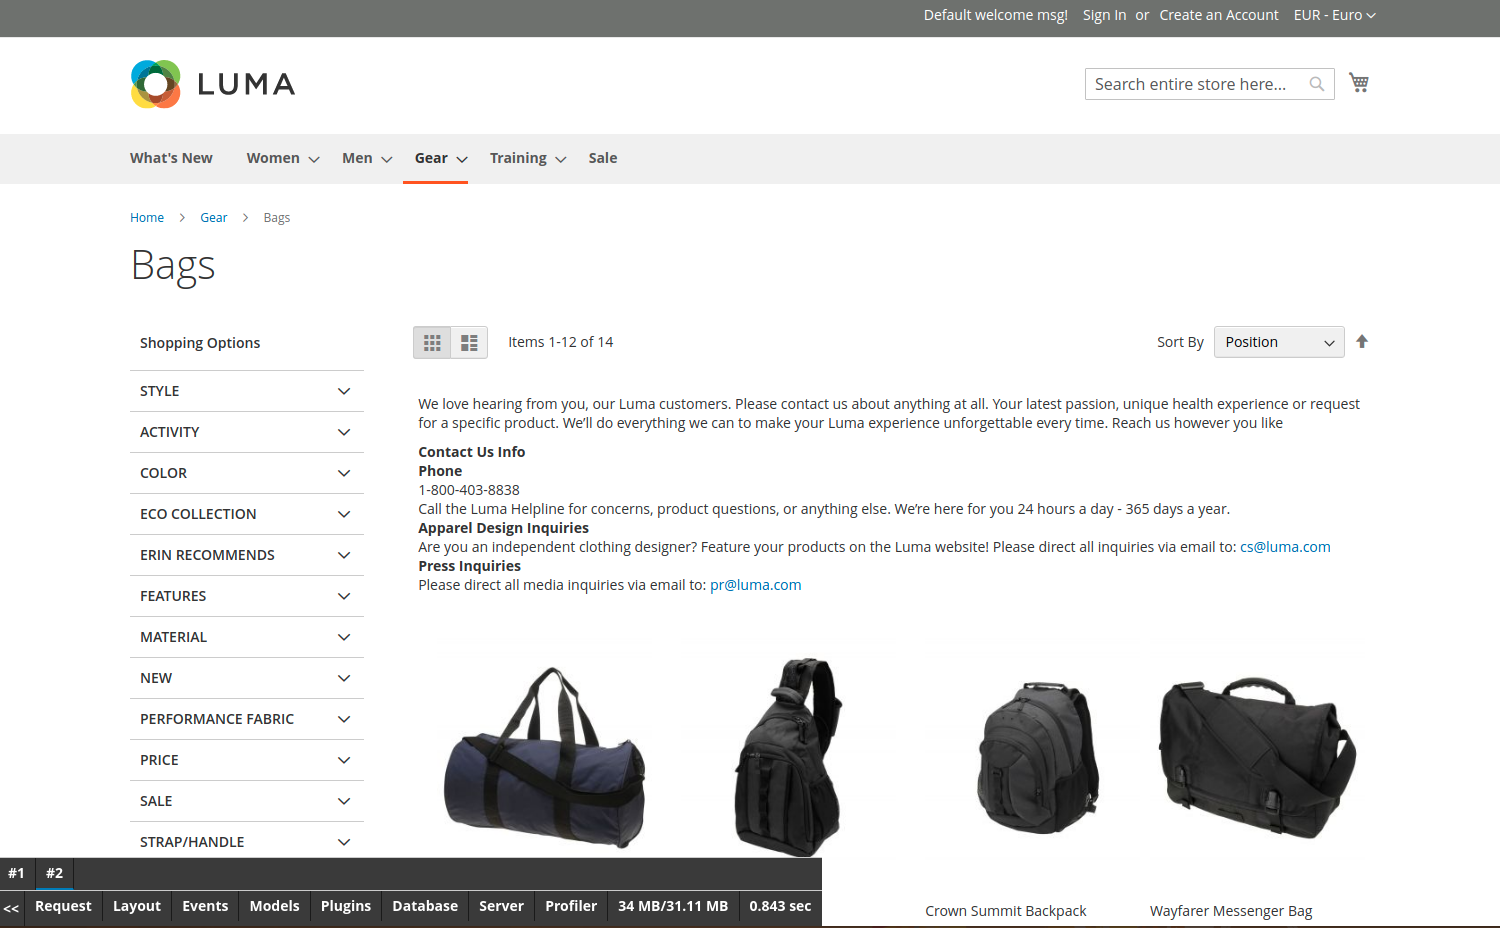 Default welcome msg! Sign In or Create an Account EUR - Euro
LUMA
Search entire store here...
What's New Women Men Gear Training Sale
Home > Gear > Bags
Bags
Shopping Options
Items 1-12 of 14
Sort By Position
STYLE
ACTIVITY
COLOR
ECO COLLECTION
ERIN RECOMMENDS
FEATURES
MATERIAL
NEW
PERFORMANCE FABRIC
PRICE
SALE
STRAP/HANDLE
We love hearing from you, our Luma customers. Please contact us about anything at all. Your latest passion, unique health experience or request
for a specific product. We’ll do everything we can to make your Luma experience unforgettable every time. Reach us however you like
Contact Us Info
Phone
1-800-403-8838
Call the Luma Helpline for concerns, product questions, or anything else. We’re here for you 24 hours a day - 365 days a year.
Apparel Design Inquiries
Are you an independent clothing designer? Feature your products on the Luma website! Please direct all inquiries via email to: cs@luma.com
Press Inquiries
Please direct all media inquiries via email to: pr@luma.com
Crown Summit Backpack
Wayfarer Messenger Bag
#1 #2
<< Request Layout Events Models Plugins Database Server Profiler 34 MB/31.11 MB 0.843 sec